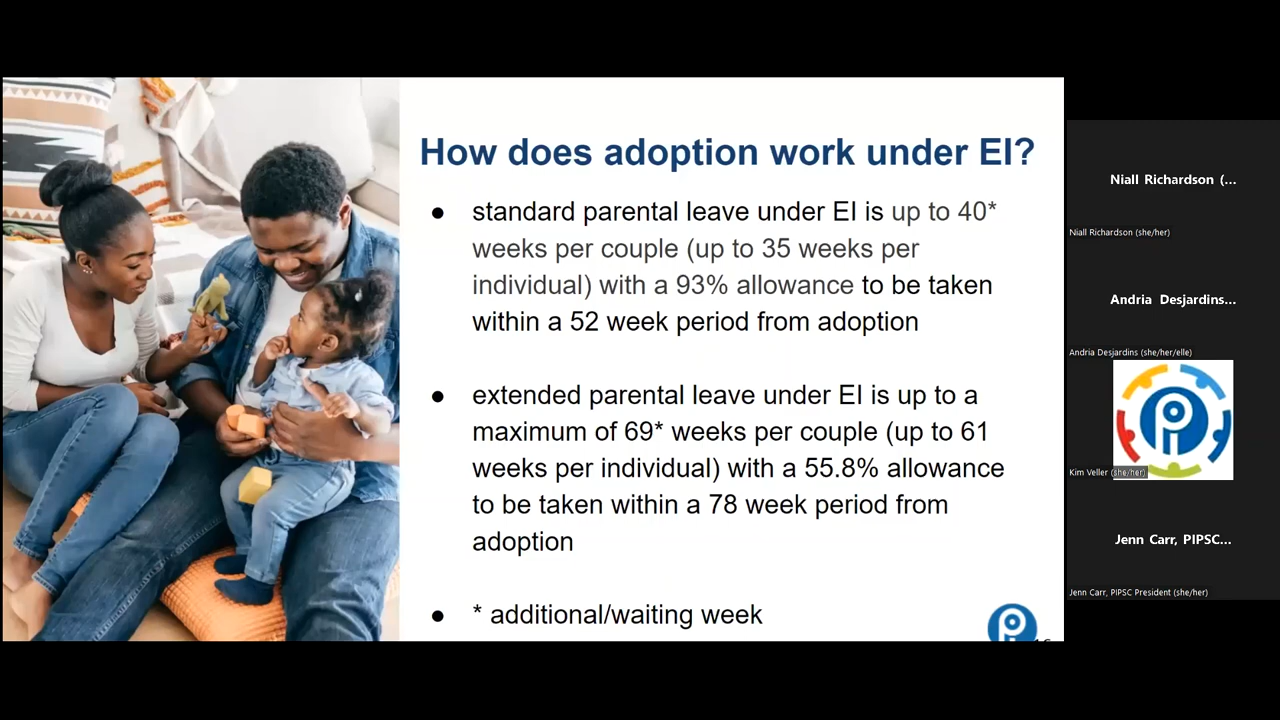 How does adoption work under EI?
● standard parental leave under EI is up to 40*
weeks per couple (up to 35 weeks per
individual) with a 93% allowance to be taken
within a 52 week period from adoption
● extended parental leave under EI is up to a
maximum of 69* weeks per couple (up to 61
weeks per individual) with a 55.8% allowance
to be taken within a 78 week period from
adoption
● * additional/waiting week
Niall Richardson (...
Niall Richardson (she/her)
Andria Desjardins...
Andria Desjardins (she/her/elle)
Kim Veller (she/her)
Jenn Carr, PIPSC...
Jenn Carr, PIPSC President (she/her)